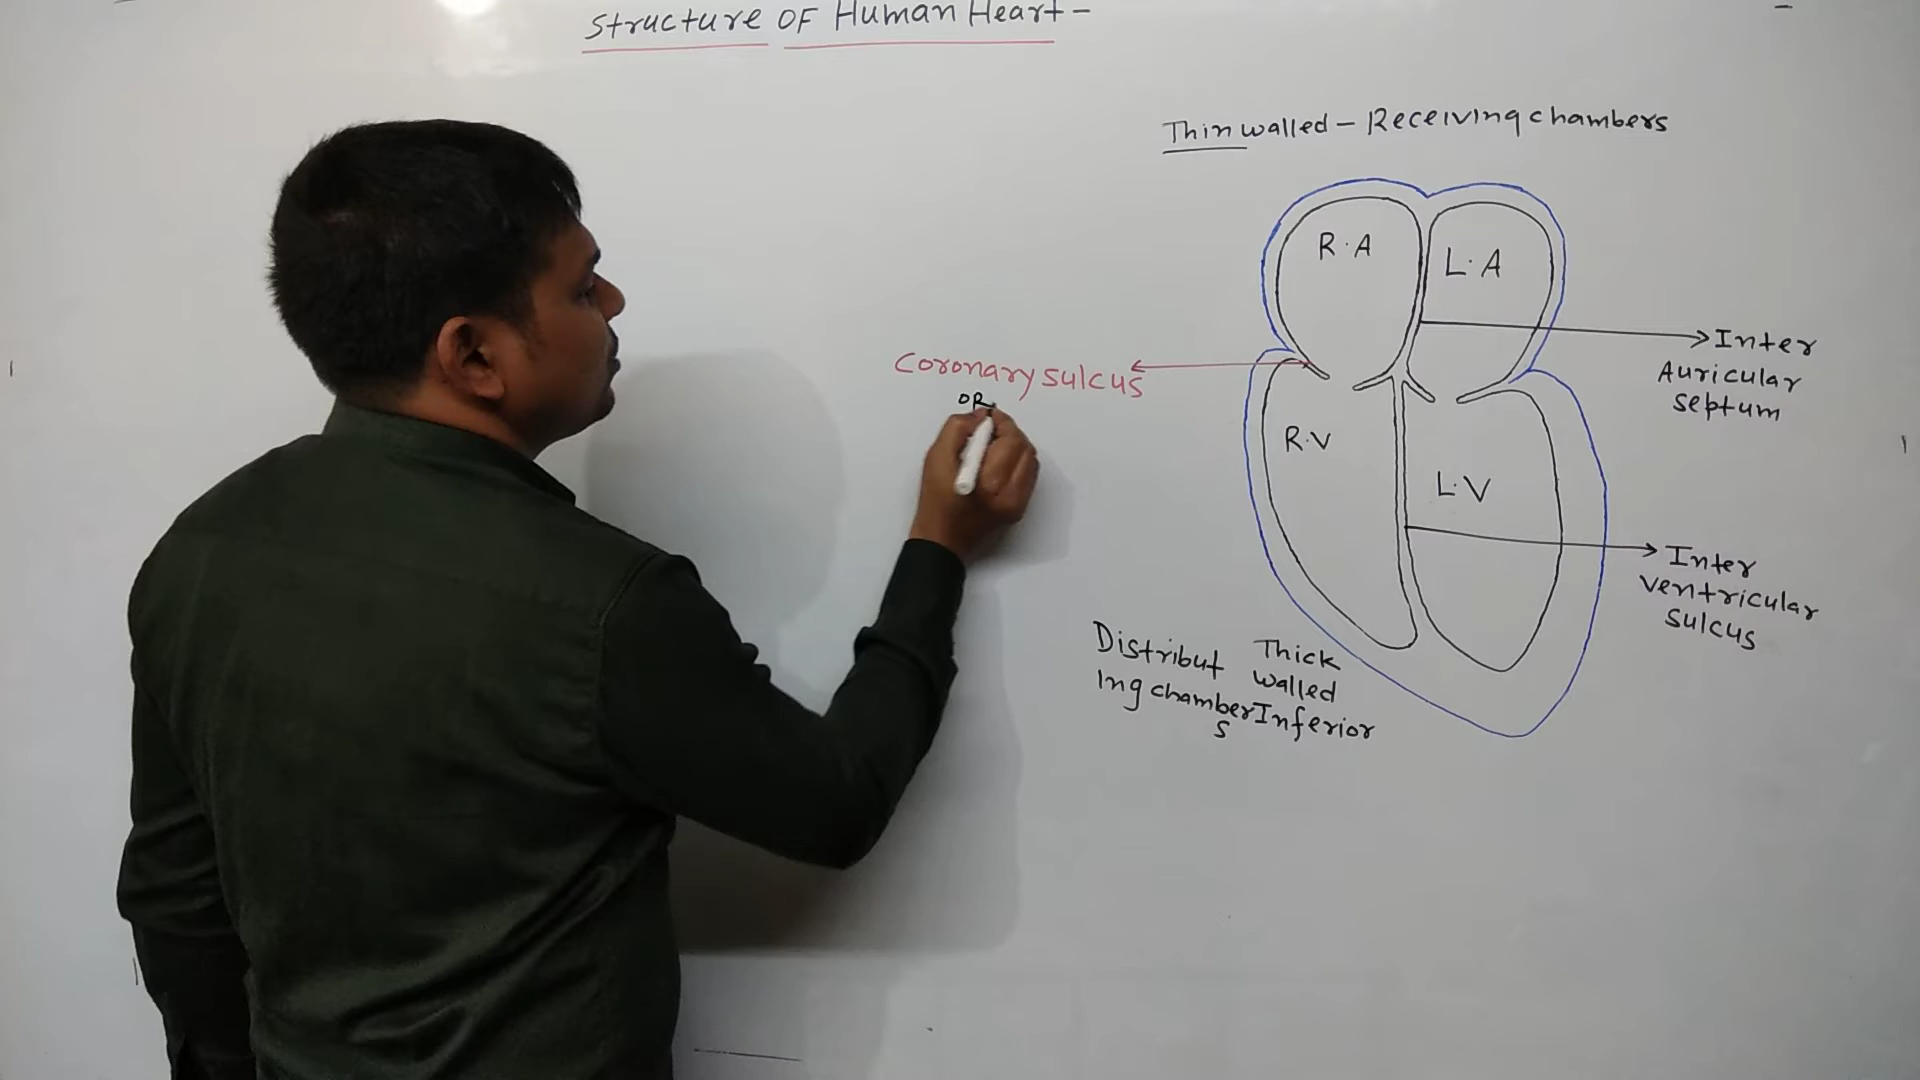 Structure OF Human Heart -
Thin walled - Receiving chambers
R.A
L.A
Inter
Auricular
septum
Coronary sulcus
OR
R.V
L.V
Inter
ventricular
sulcus
Distribut
ing chamber
s
Thick
walled
Inferior